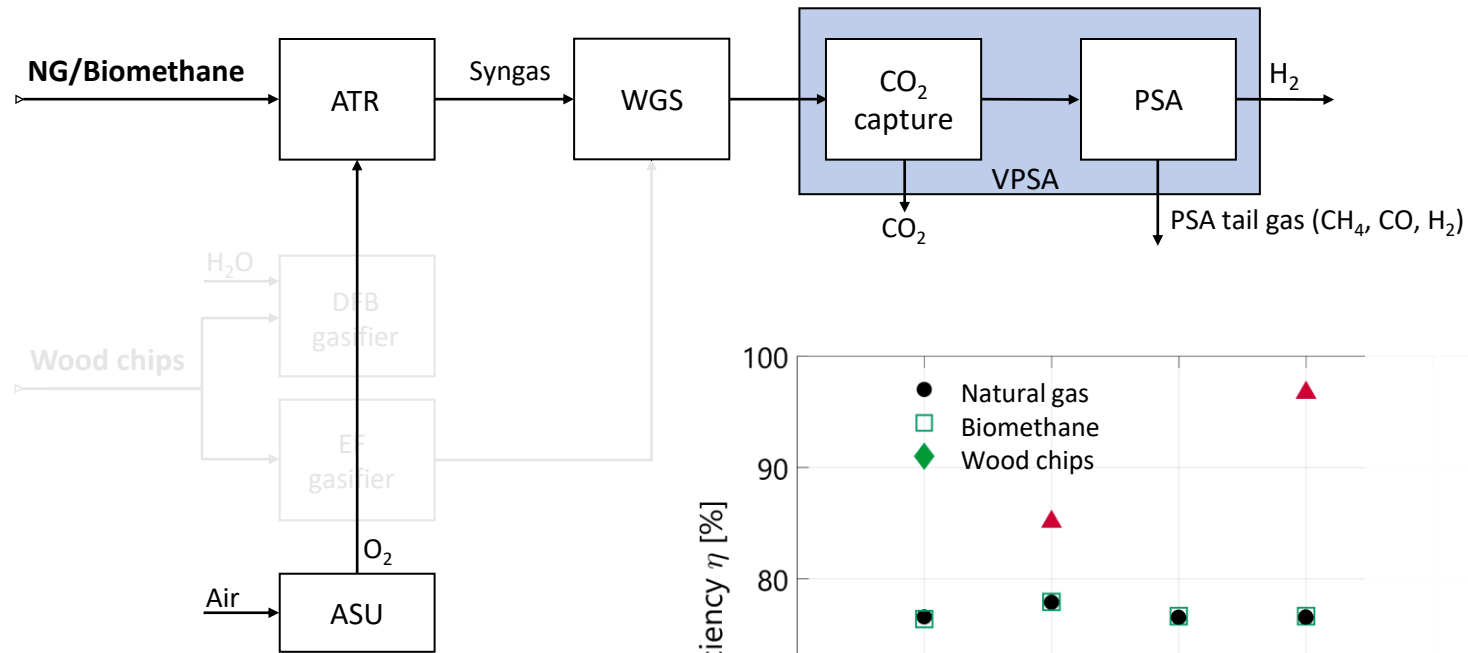 NG/Biomethane
ATR
Syngas
WGS
CO₂
capture
PSA
H₂
VPSA
CO₂
PSA tail gas (CH₄, CO, H₂)
H₂O
DFB
gasifier
Wood chips
EF
gasifier
O₂
Air
ASU
100
Natural gas
Biomethane
Wood chips
90
80
ciency η [%]